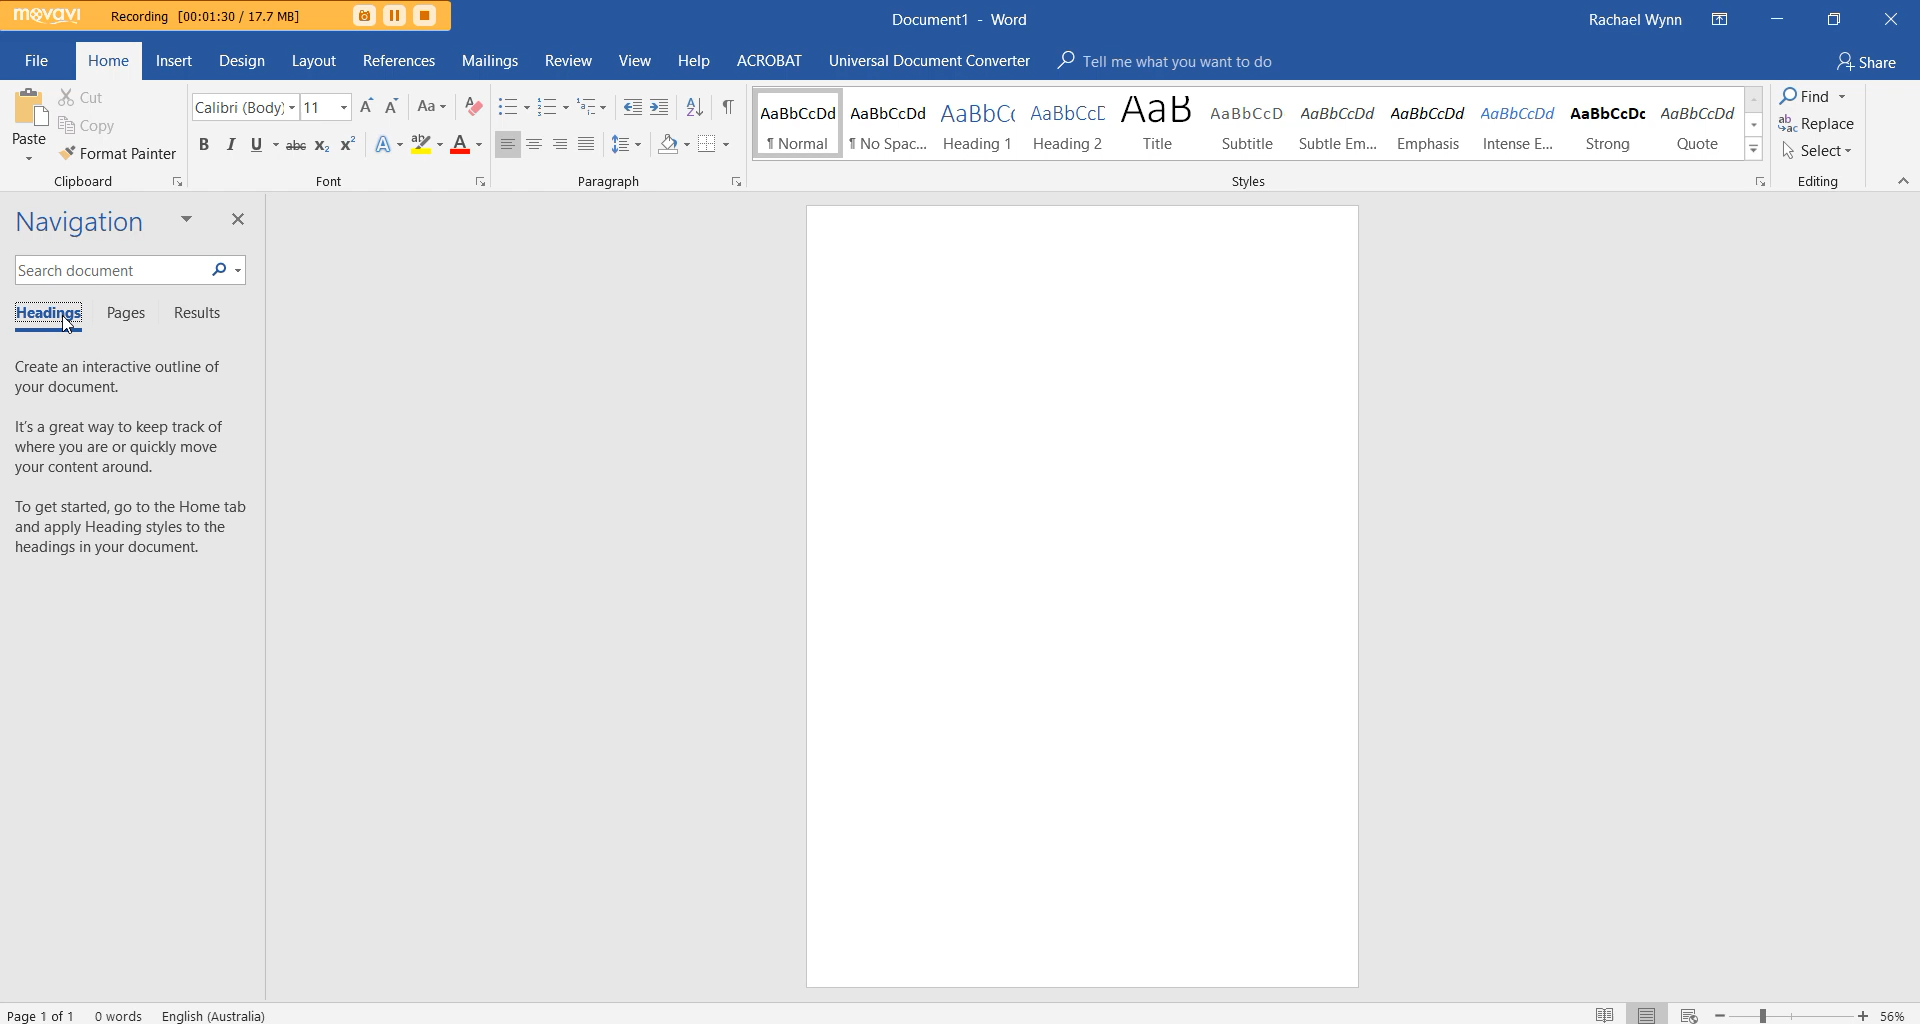 movavi Recording [00:01:30 / 17.7 MB]
Document1 - Word
Rachael Wynn
File Home Insert Design Layout References Mailings Review View Help ACROBAT Universal Document Converter Tell me what you want to do Share
Paste
Cut
Copy
Format Painter
Clipboard
Calibri (Body) 11 Aa
B I U abc X₂ X² A aby A
Font
Paragraph
AaBbCcDd AaBbCcDd AaBbC AaBbCcD AaB AaBbCcD AaBbCcDd AaBbCcDd AaBbCcDd AaBbCcDc AaBbCcDd
¶ Normal ¶ No Spac... Heading 1 Heading 2 Title Subtitle Subtle Em... Emphasis Intense E... Strong Quote
Styles
Find
Replace
Select
Editing
Navigation
Search document
Headings Pages Results
Create an interactive outline of
your document.
It's a great way to keep track of
where you are or quickly move
your content around.
To get started, go to the Home tab
and apply Heading styles to the
headings in your document.
Page 1 of 1 0 words English (Australia)
56%